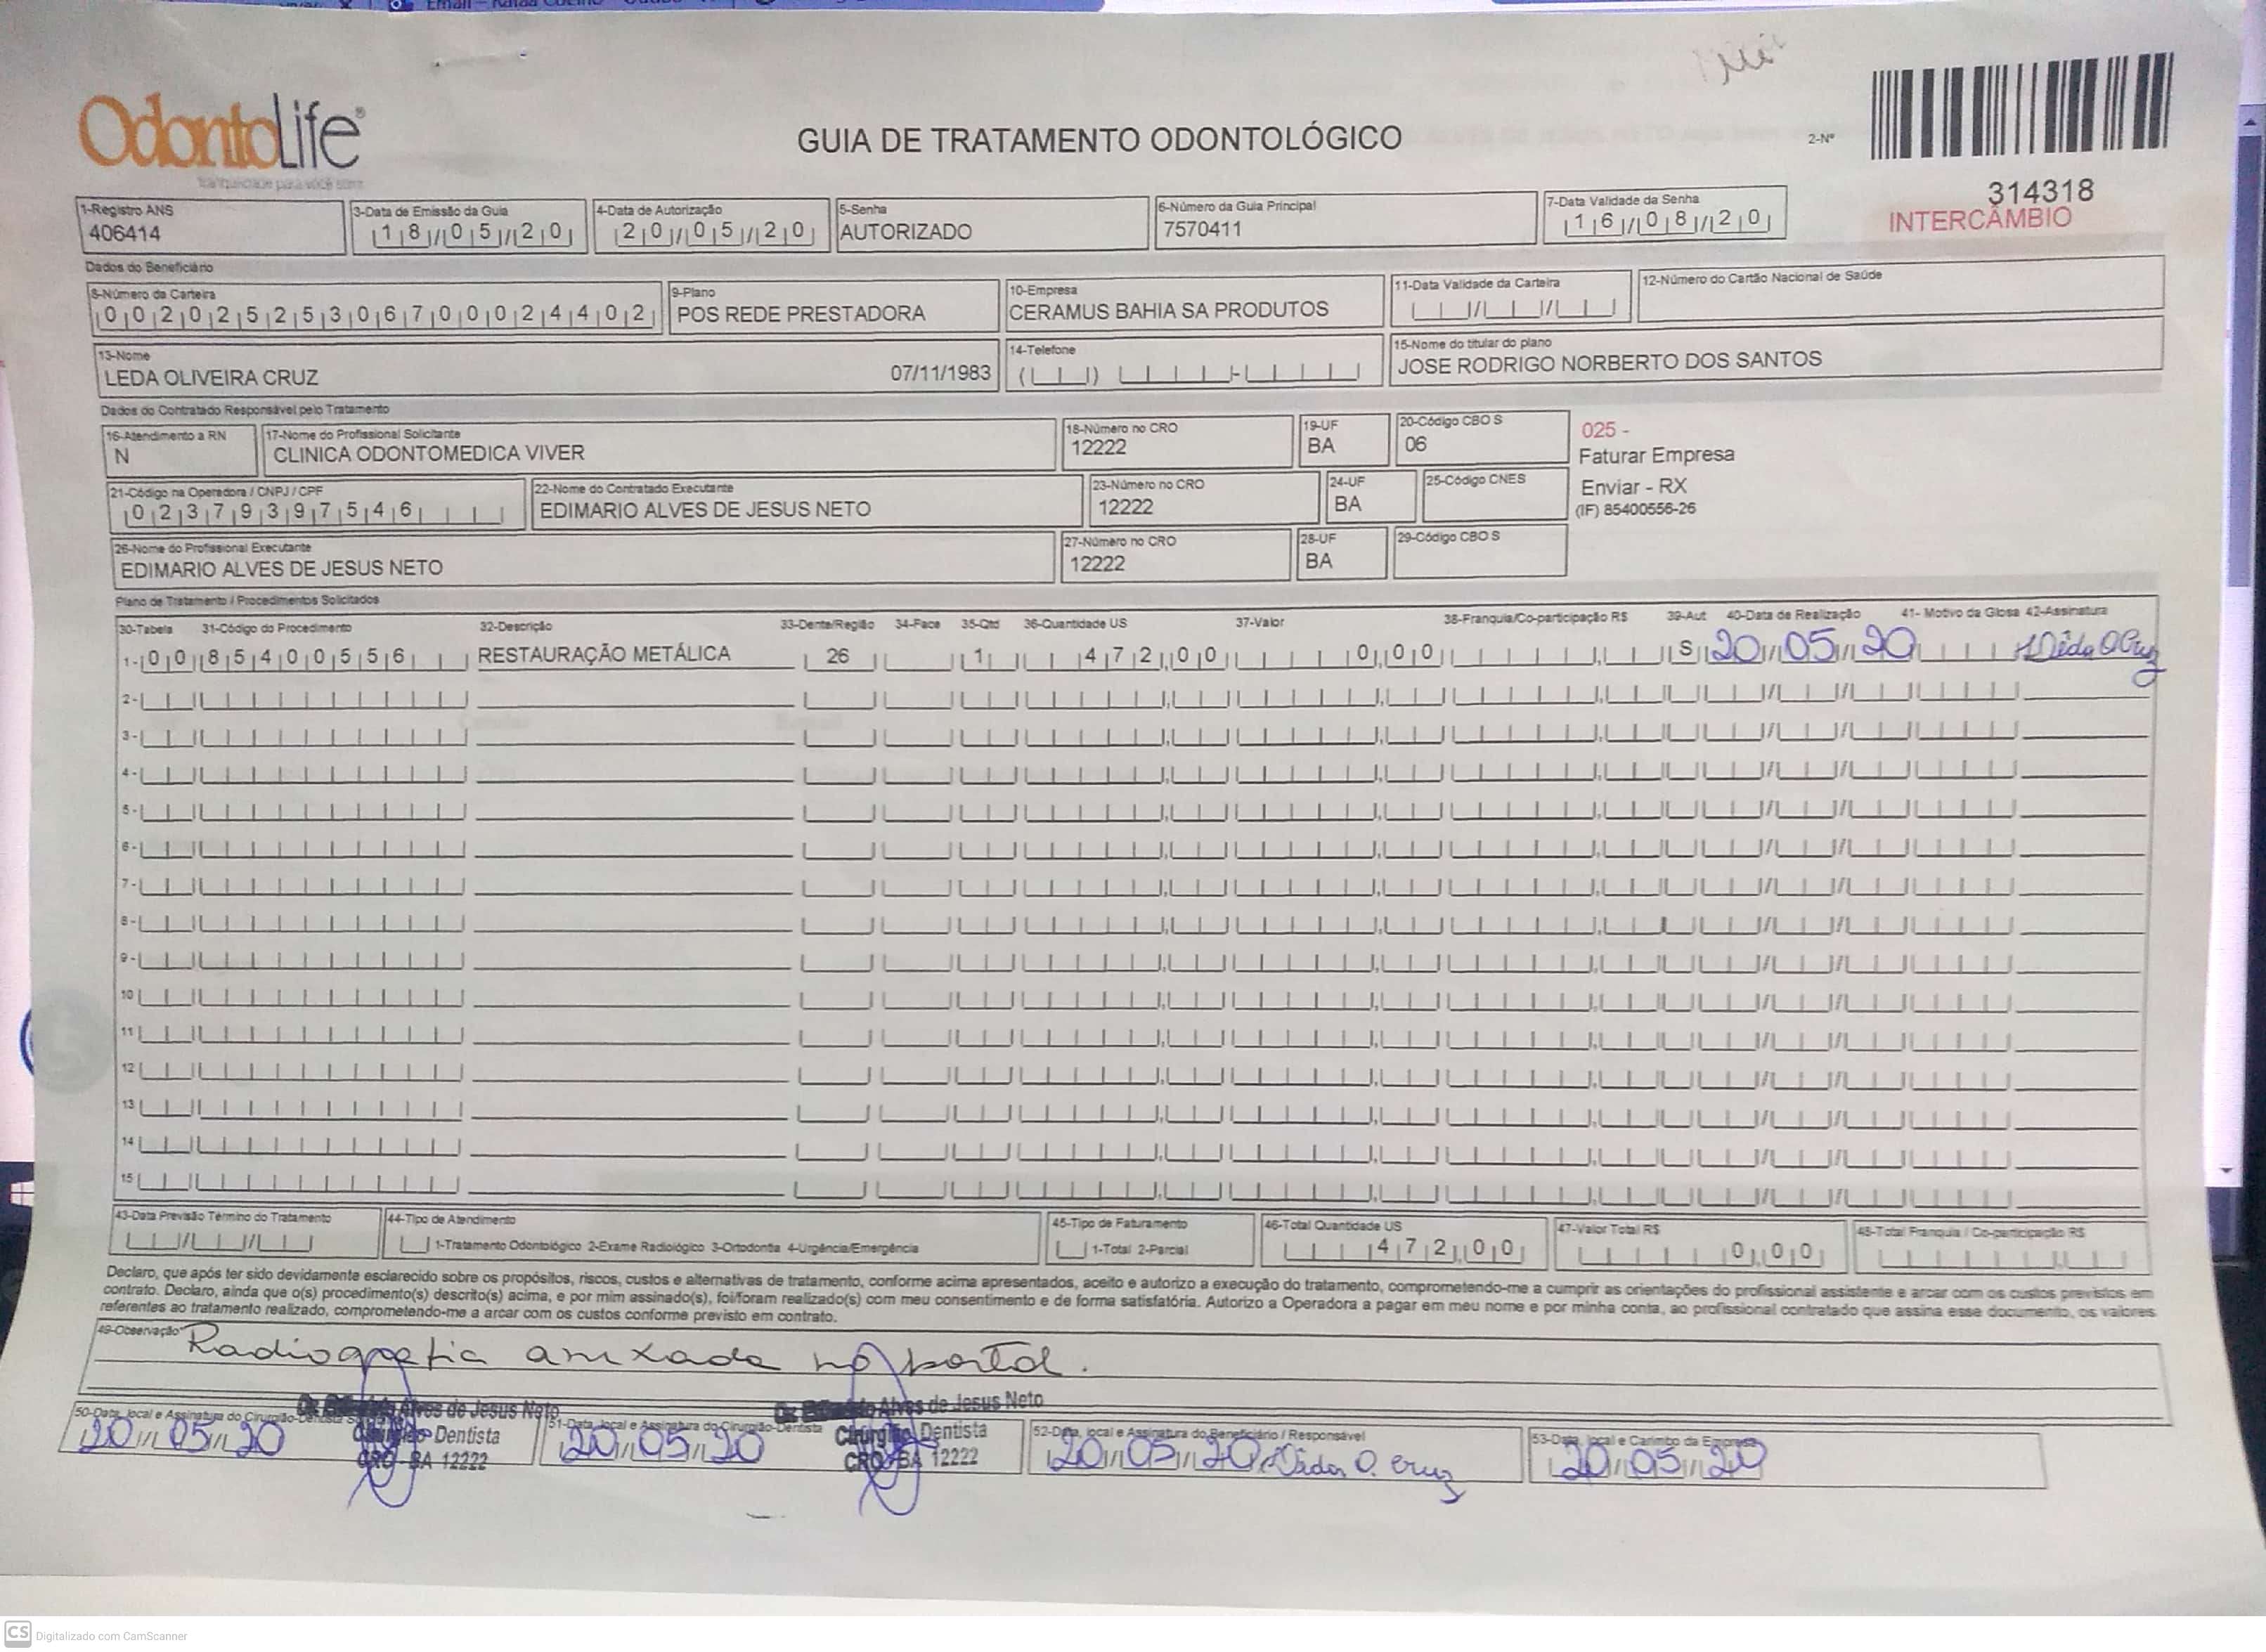 OdontoLife®
GUIA DE TRATAMENTO ODONTOLÓGICO
2-Nº
314318
INTERCÂMBIO
1-Registro ANS
406414
3-Data de Emissão da Guia
18/05/20
4-Data de Autorização
20/05/20
5-Senha
AUTORIZADO
6-Número da Guia Principal
7570411
7-Data Validade da Senha
16/08/20
Dados do Beneficiário
8-Número da Carteira
00202525306700024402
9-Plano
POS REDE PRESTADORA
10-Empresa
CERAMUS BAHIA SA PRODUTOS
11-Data Validade da Carteira
12-Número do Cartão Nacional de Saúde
13-Nome
LEDA OLIVEIRA CRUZ 07/11/1983
14-Telefone
15-Nome do titular do plano
JOSE RODRIGO NORBERTO DOS SANTOS
Dados do Contratado Responsável pelo Tratamento
16-Atendimento a RN
N
17-Nome do Profissional Solicitante
CLINICA ODONTOMEDICA VIVER
18-Número no CRO
12222
19-UF
BA
20-Código CBO S
06
025 -
Faturar Empresa
Enviar - RX
(IF) 85400556-26
21-Código na Operadora / CNPJ / CPF
02379397546
22-Nome do Contratado Executante
EDIMARIO ALVES DE JESUS NETO
23-Número no CRO
12222
24-UF
BA
25-Código CNES
26-Nome do Profissional Executante
EDIMARIO ALVES DE JESUS NETO
27-Número no CRO
12222
28-UF
BA
29-Código CBO S
Plano de Tratamento / Procedimentos Solicitados
30-Tabela 31-Código do Procedimento 32-Descrição 33-Dente/Região 34-Face 35-Qtd 36-Quantidade US 37-Valor 38-Franquia/Co-participação R$ 39-Aut 40-Data de Realização 41- Motivo da Glosa 42-Assinatura
1- 00 85400556 RESTAURAÇÃO METÁLICA 26 1 472,00 0,00 S 20/05/20
2-
3-
4-
5-
6-
7-
8-
9-
10
11
12
13
14
15
43-Data Previsão Término do Tratamento
44-Tipo de Atendimento
1-Tratamento Odontológico 2-Exame Radiológico 3-Ortodontia 4-Urgência/Emergência
45-Tipo de Faturamento
1-Total 2-Parcial
46-Total Quantidade US
472,00
47-Valor Total R$
0,00
48-Total Franquia / Co-participação R$
Declaro, que após ter sido devidamente esclarecido sobre os propósitos, riscos, custos e alternativas de tratamento, conforme acima apresentados, aceito e autorizo a execução do tratamento, comprometendo-me a cumprir as orientações do profissional assistente e arcar com os custos previstos em
contrato. Declaro, ainda que o(s) procedimento(s) descrito(s) acima, e por mim assinado(s), foi/foram realizado(s) com meu consentimento e de forma satisfatória. Autorizo a Operadora a pagar em meu nome e por minha conta, ao profissional contratado que assina esse documento, os valores
referentes ao tratamento realizado, comprometendo-me a arcar com os custos conforme previsto em contrato.
49-Observação
Radiografia anexada no portal.
50-Data, local e Assinatura do Cirurgião-Dentista
20/05/20
Alves de Jesus Neto
Cirurgião Dentista
CRO-BA 12222
51-Data, local e Assinatura do Cirurgião-Dentista
20/05/20
Alves de Jesus Neto
Cirurgião Dentista
CRO-BA 12222
52-Data, local e Assinatura do Beneficiário / Responsável
20/05/20 O. Cruz
53-Data, local e Carimbo da Empresa
20/05/20
CS Digitalizado com CamScanner